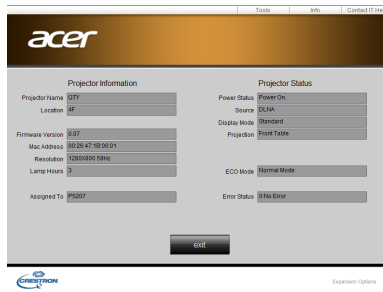 Tools Info Contact IT He
acer
Projector Information
Projector Name QTY
Location 4F
Firmware Version 0.07
Mac Address 00:26:47:1B:00:01
Resolution 1280X800 59Hz
Lamp Hours 3
Assigned To P5207
Projector Status
Power Status Power On.
Source DLNA
Display Mode Standard
Projection Front Table
ECO Mode Normal Mode
Error Status 0:No Error
exit
CRESTRON
Expansion Options